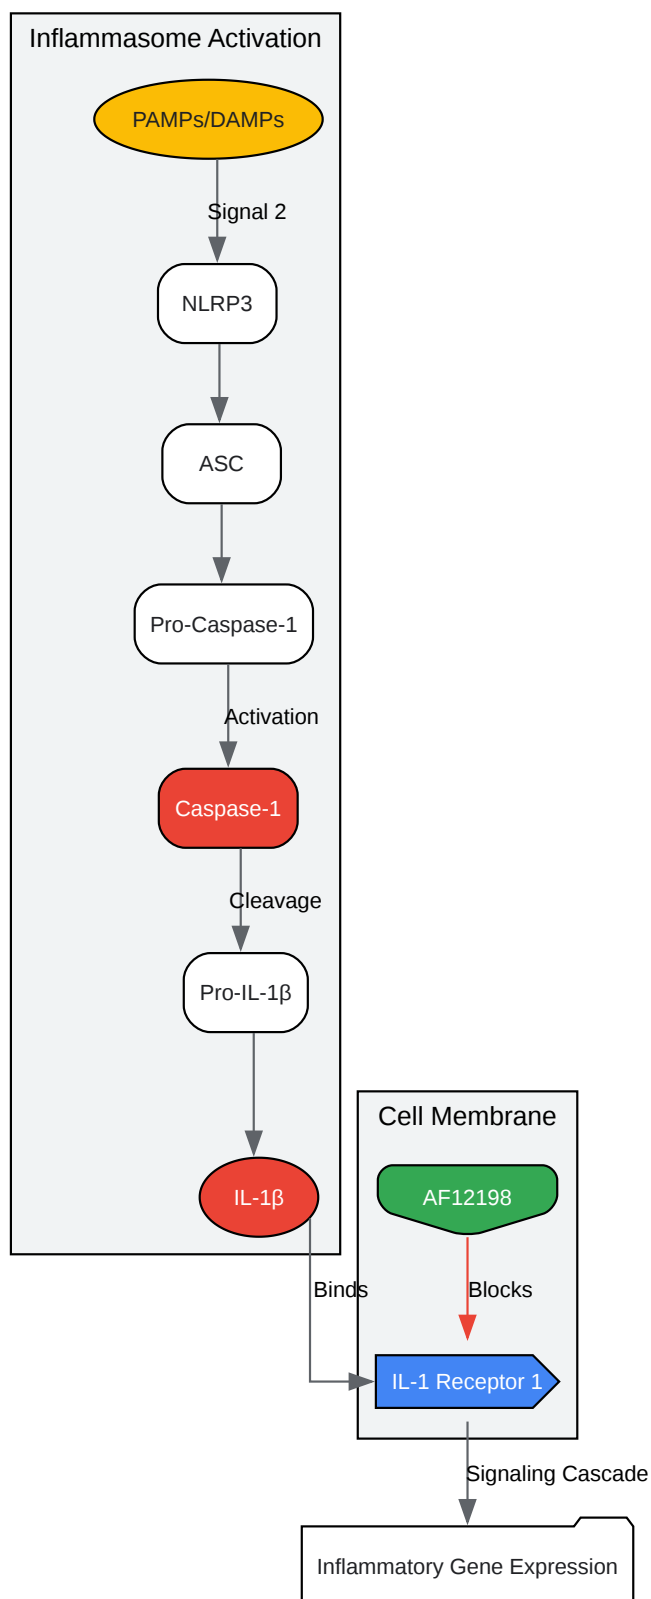 Inflammasome Activation
PAMPs/DAMPs
Signal 2
NLRP3
ASC
Pro-Caspase-1
Activation
Caspase-1
Cleavage
Pro-IL-1β
IL-1β
Cell Membrane
AF12198
Binds
Blocks
IL-1 Receptor 1
Signaling Cascade
Inflammatory Gene Expression